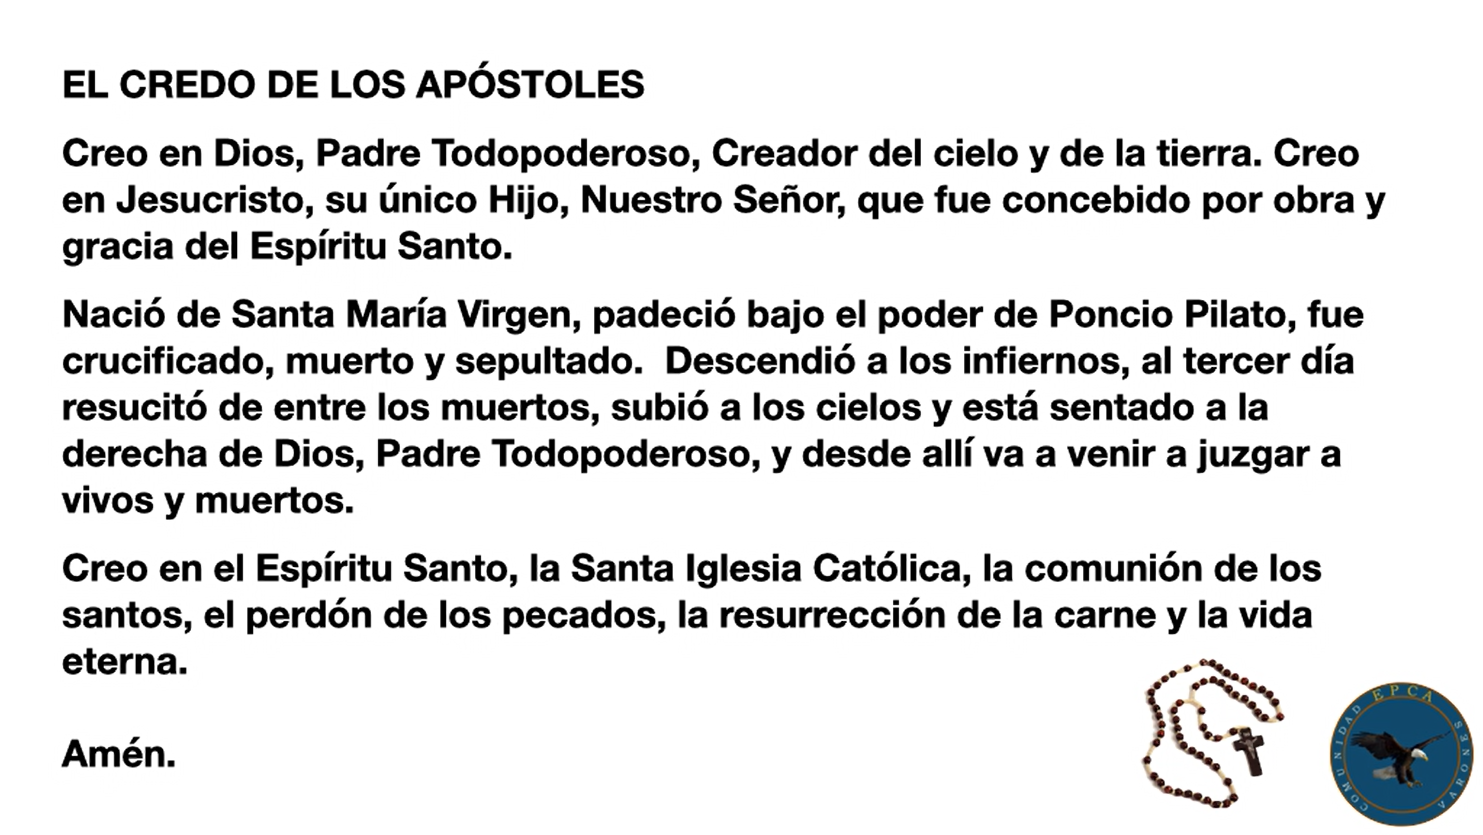 EL CREDO DE LOS APÓSTOLES
Creo en Dios, Padre Todopoderoso, Creador del cielo y de la tierra. Creo
en Jesucristo, su único Hijo, Nuestro Señor, que fue concebido por obra y
gracia del Espíritu Santo.
Nació de Santa María Virgen, padeció bajo el poder de Poncio Pilato, fue
crucificado, muerto y sepultado.  Descendió a los infiernos, al tercer día
resucitó de entre los muertos, subió a los cielos y está sentado a la
derecha de Dios, Padre Todopoderoso, y desde allí va a venir a juzgar a
vivos y muertos.
Creo en el Espíritu Santo, la Santa Iglesia Católica, la comunión de los
santos, el perdón de los pecados, la resurrección de la carne y la vida
eterna.
Amén.
COMUNIDAD EPCA VARONES